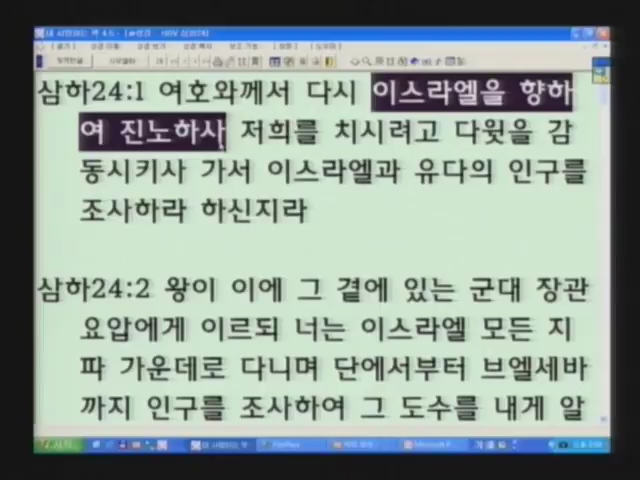 삼하24:1 여호와께서 다시 이스라엘을 향하
여 진노하사 저희를 치시려고 다윗을 감
동시키사 가서 이스라엘과 유다의 인구를
조사하라 하신지라
삼하24:2 왕이 이에 그 곁에 있는 군대 장관
요압에게 이르되 너는 이스라엘 모든 지
파 가운데로 다니며 단에서부터 브엘세바
까지 인구를 조사하여 그 도수를 내게 알